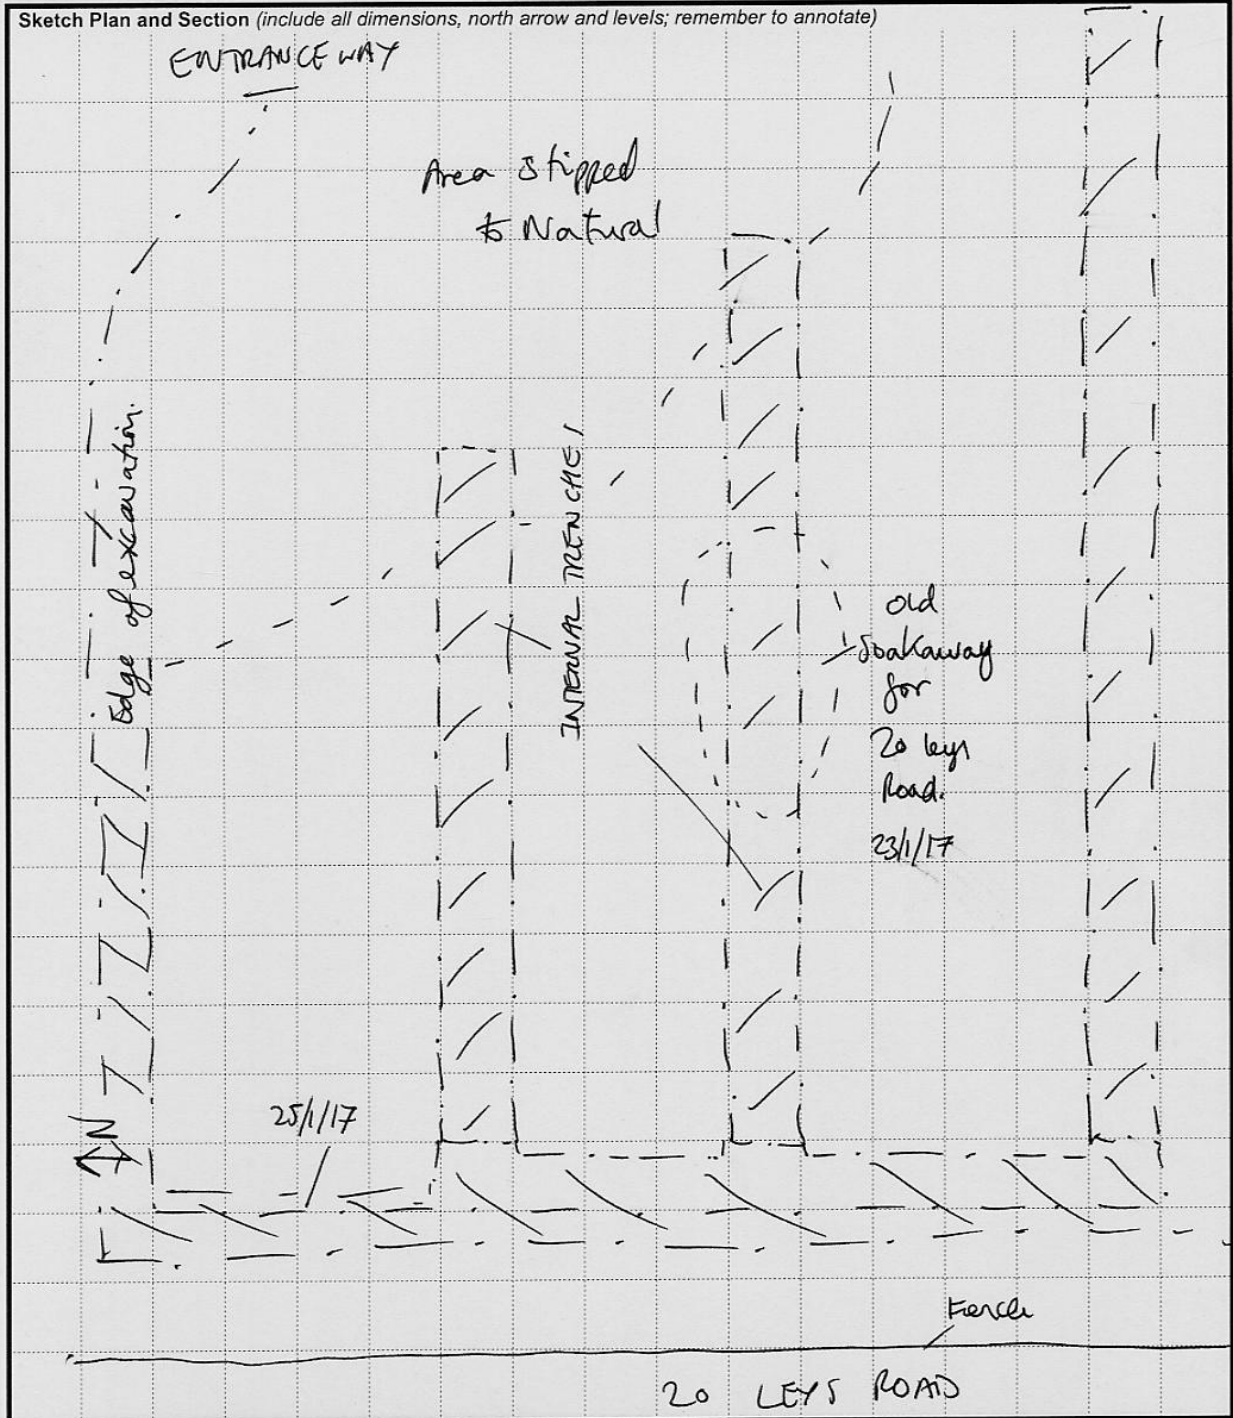 Sketch Plan and Section (include all dimensions, north arrow and levels; remember to annotate)
ENTRANCE WAY
Area Stipped
to Natural
Edge of excavation.
INTERNAL TRENCHES
old
Soakaway
for
20 leys
Road.
23/1/17
N
25/1/17
Fence
20 LEYS ROAD